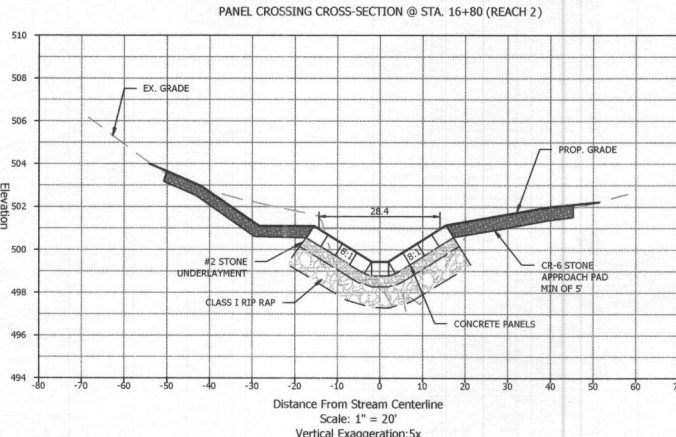 PANEL CROSSING CROSS-SECTION @ STA. 16+80 (REACH 2)
510
508
506
504
502
500
498
496
494
Elevation
EX. GRADE
PROP. GRADE
28.4
8:1
8:1
#2 STONE
UNDERLAYMENT
CLASS I RIP RAP
CR-6 STONE
APPROACH PAD
MIN OF 5'
CONCRETE PANELS
-80 -70 -60 -50 -40 -30 -20 -10 0 10 20 30 40 50 60
Distance From Stream Centerline
Scale: 1" = 20'
Vertical Exaggeration:5x